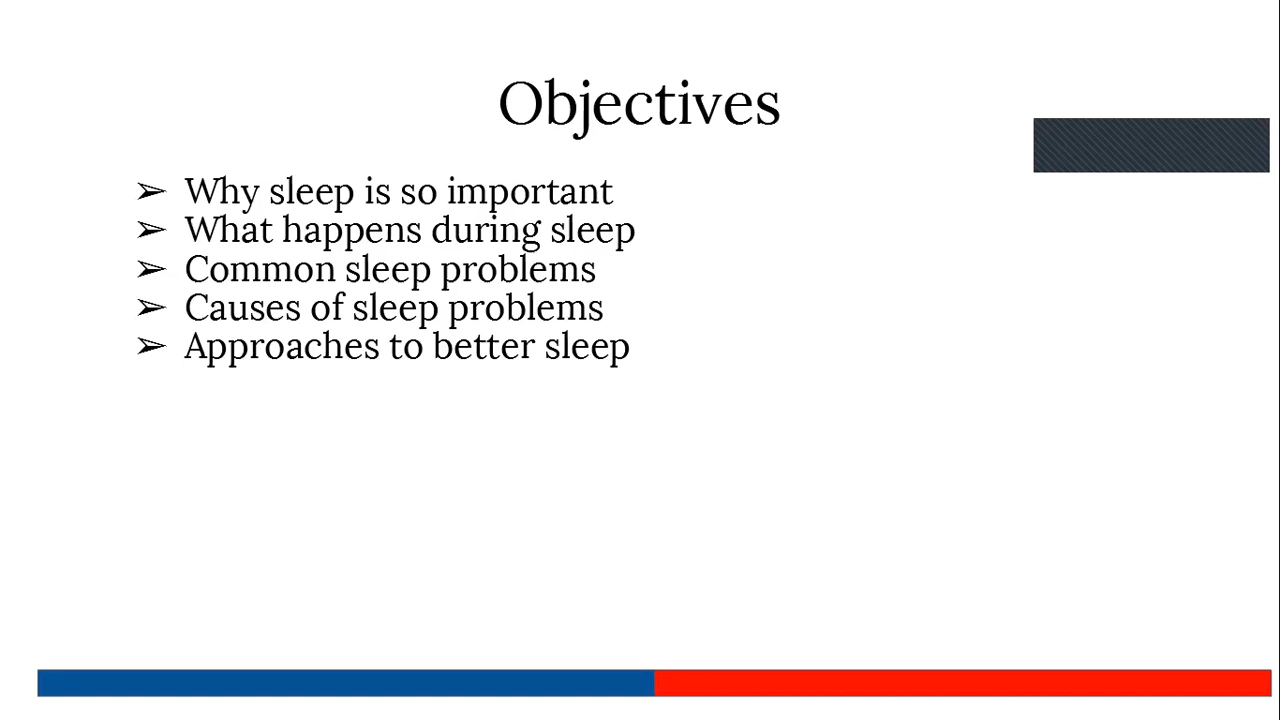 Objectives
➢ Why sleep is so important
➢ What happens during sleep
➢ Common sleep problems
➢ Causes of sleep problems
➢ Approaches to better sleep